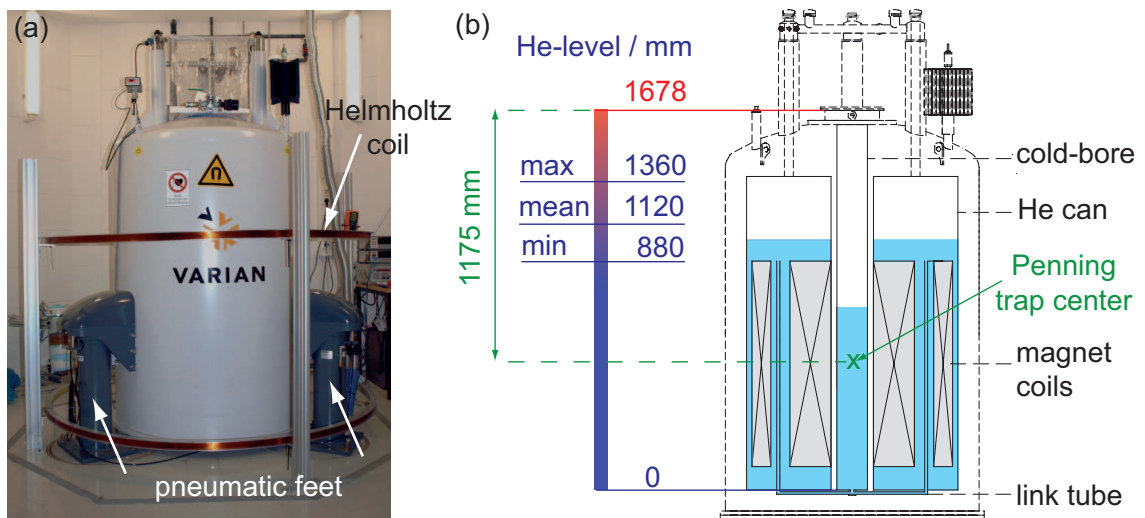 (a)
Helmholtz
coil
VARIAN
pneumatic feet
(b)
He-level / mm
1678
max 1360
mean 1120
min 880
0
1175 mm
cold-bore
He can
Penning
trap center
x
magnet
coils
link tube